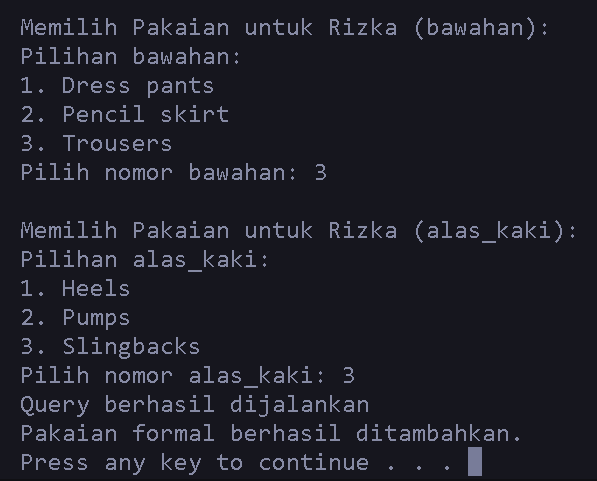 Memilih Pakaian untuk Rizka (bawahan):
Pilihan bawahan:
1. Dress pants
2. Pencil skirt
3. Trousers
Pilih nomor bawahan: 3
Memilih Pakaian untuk Rizka (alas_kaki):
Pilihan alas_kaki:
1. Heels
2. Pumps
3. Slingbacks
Pilih nomor alas_kaki: 3
Query berhasil dijalankan
Pakaian formal berhasil ditambahkan.
Press any key to continue . . .